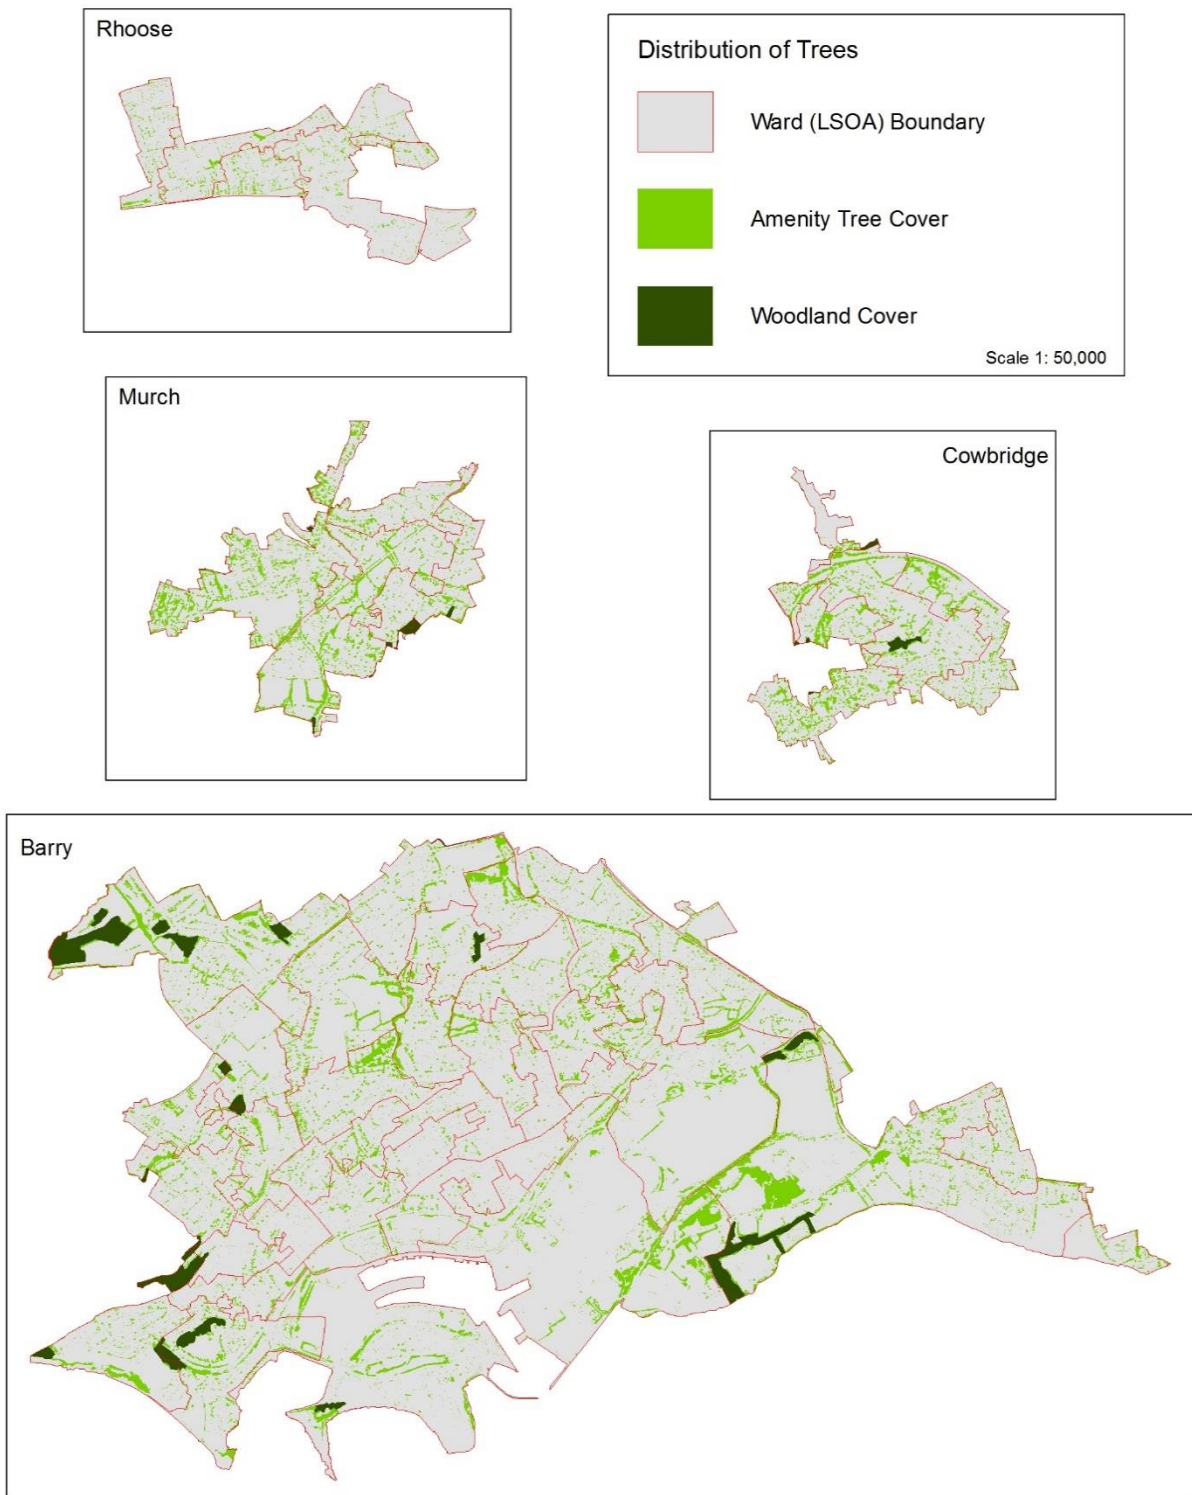 Rhoose
Distribution of Trees
Ward (LSOA) Boundary
Amenity Tree Cover
Woodland Cover
Scale 1: 50,000
Murch
Cowbridge
Barry